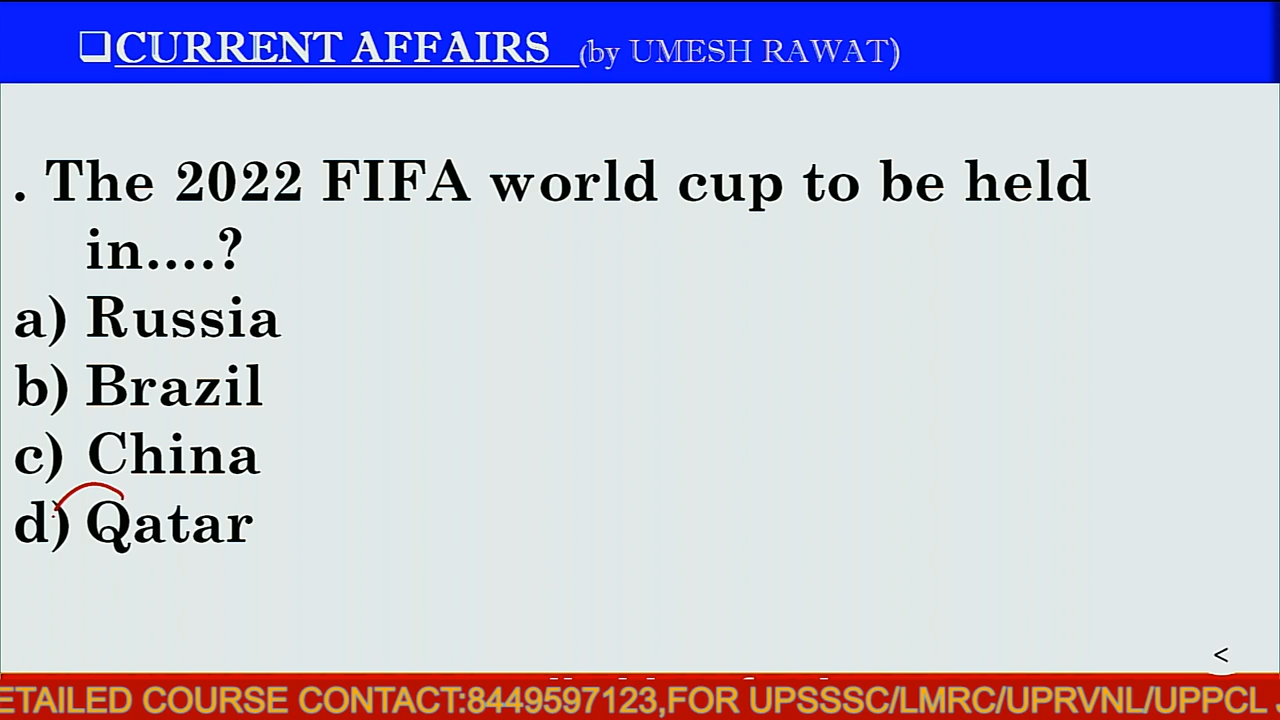 ❑CURRENT AFFAIRS (by UMESH RAWAT)
. The 2022 FIFA world cup to be held
in....?
a) Russia
b) Brazil
c) China
d) Qatar
<
ETAILED COURSE CONTACT:8449597123,FOR UPSSSC/LMRC/UPRVNL/UPPCL